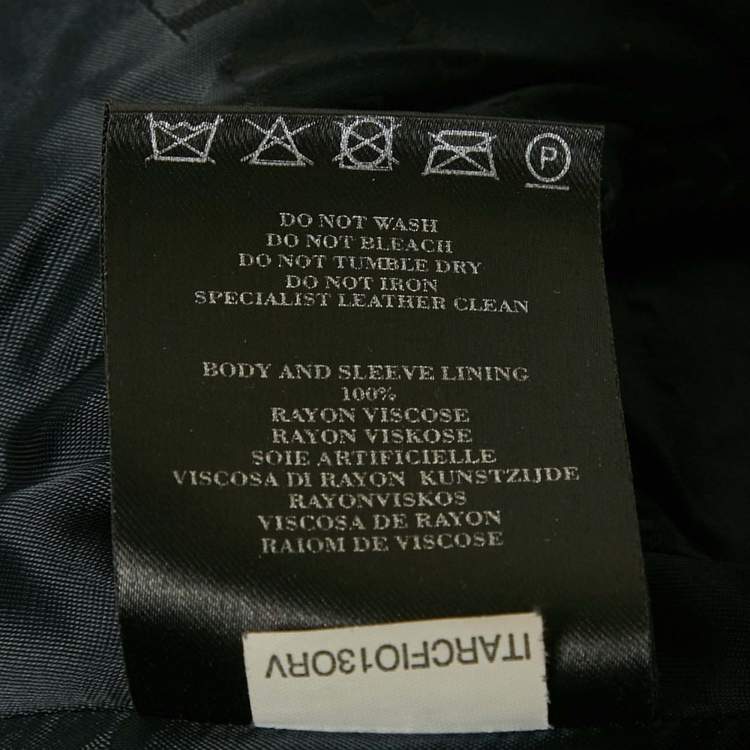 P
DO NOT WASH
DO NOT BLEACH
DO NOT TUMBLE DRY
DO NOT IRON
SPECIALIST LEATHER CLEAN
BODY AND SLEEVE LINING
100%
RAYON VISCOSE
RAYON VISKOSE
SOIE ARTIFICIELLE
VISCOSA DI RAYON KUNSTZIJDE
RAYONVISKOS
VISCOSA DE RAYON
RAIOM DE VISCOSE
ITARCFIO13ORV